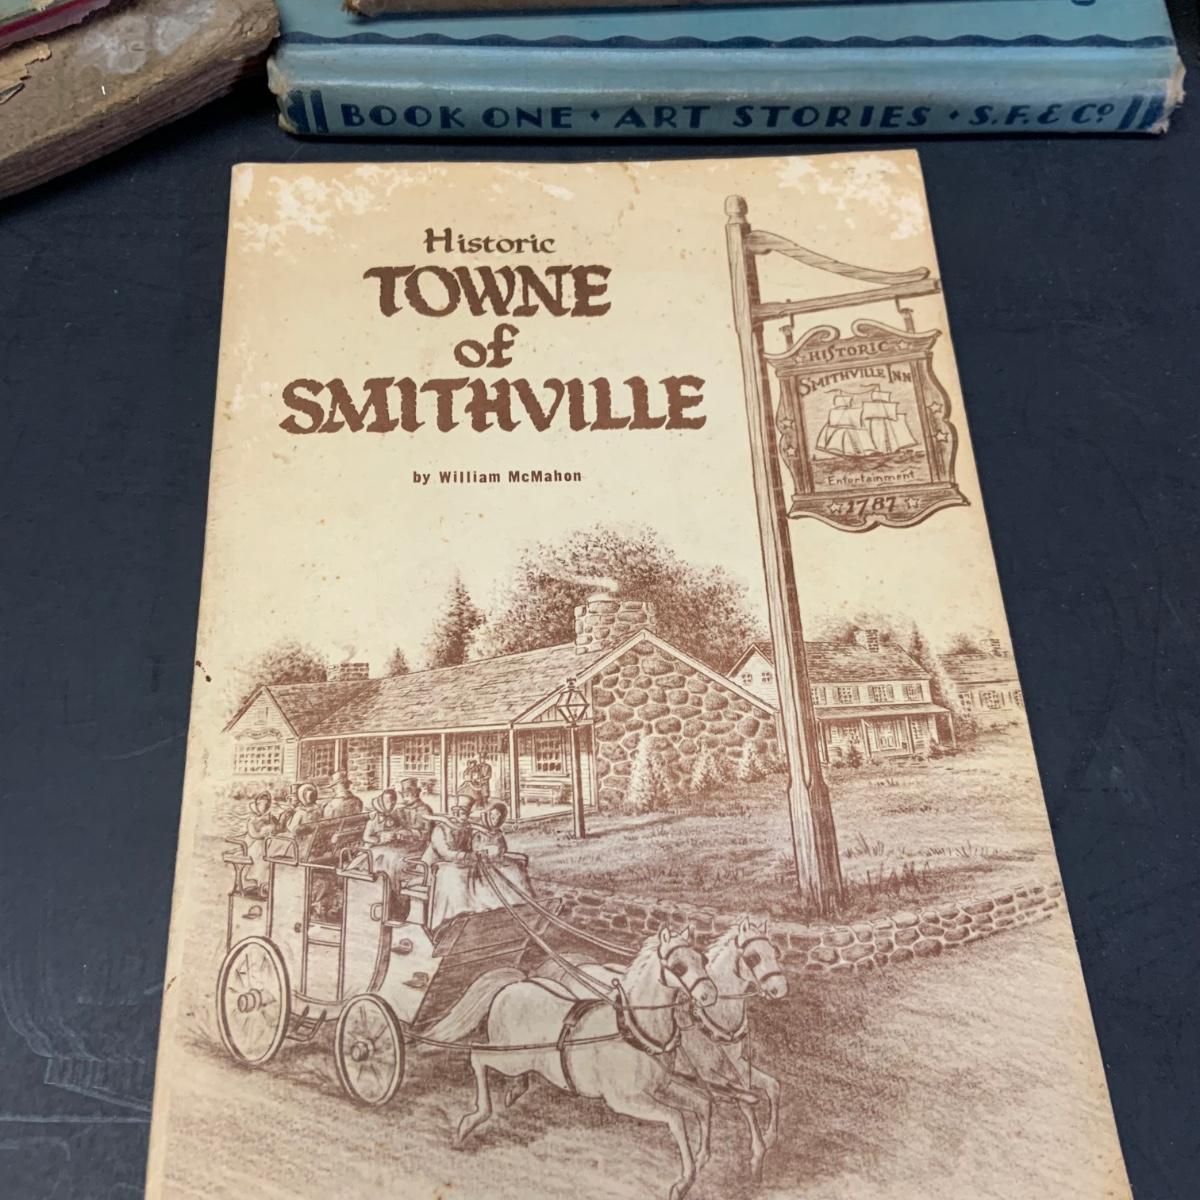 BOOK ONE · ART STORIES · S.F. & Co
Historic
TOWNE
of
SMITHVILLE
by William McMahon
HISTORIC
SMITHVILLE INN
Entertainment
1787